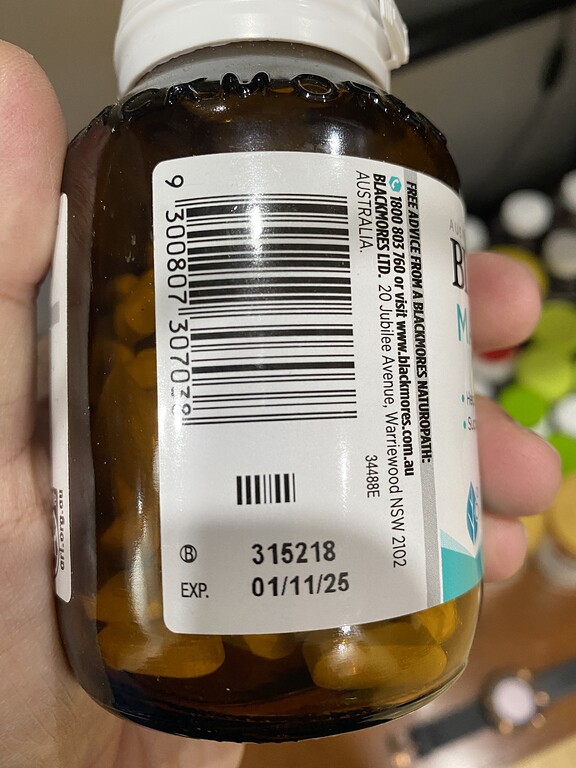 FREE ADVICE FROM A BLACKMORES NATUROPATH:
1800 803 760 or visit www.blackmores.com.au
BLACKMORES LTD. 20 Jubilee Avenue, Warriewood NSW 2102
AUSTRALIA.
34488E
9 300807 307038
B 315218
EXP. 01/11/25